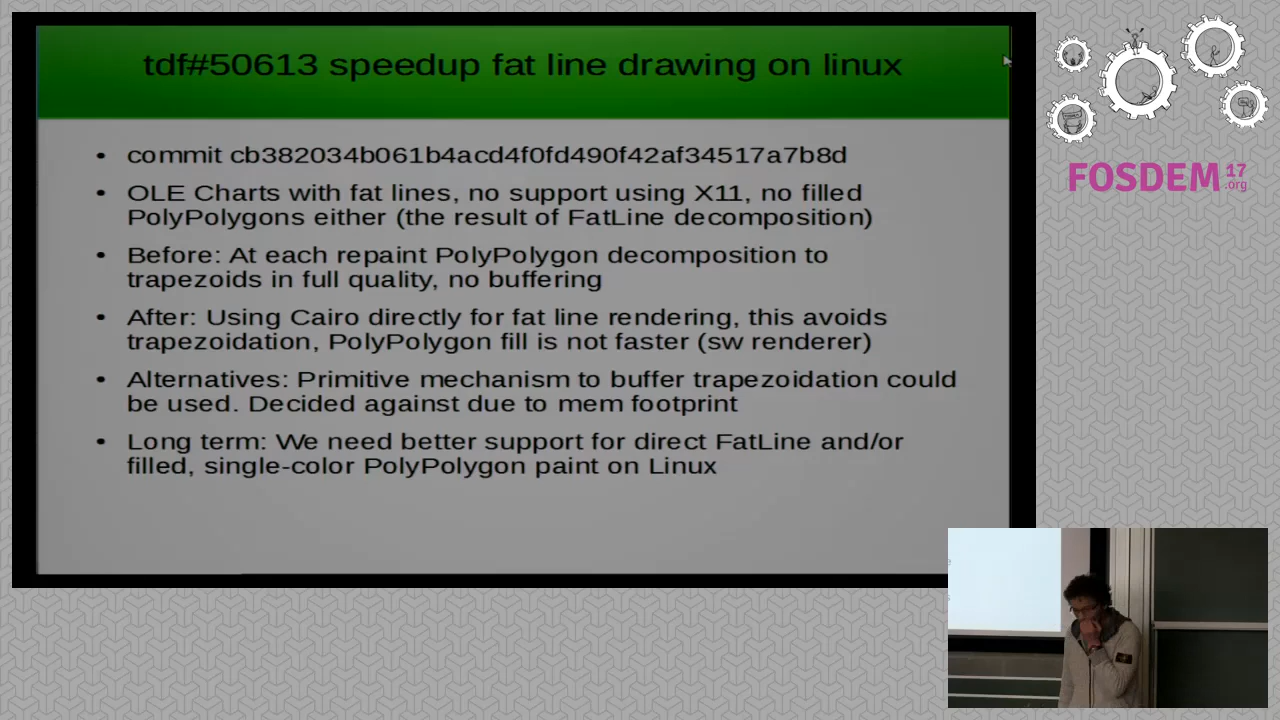 tdf#50613 speedup fat line drawing on linux
• commit cb382034b061b4acd4f0fd490f42af34517a7b8d
• OLE Charts with fat lines, no support using X11, no filled
PolyPolygons either (the result of FatLine decomposition)
• Before: At each repaint PolyPolygon decomposition to
trapezoids in full quality, no buffering
• After: Using Cairo directly for fat line rendering, this avoids
trapezoidation, PolyPolygon fill is not faster (sw renderer)
• Alternatives: Primitive mechanism to buffer trapezoidation could
be used. Decided against due to mem footprint
• Long term: We need better support for direct FatLine and/or
filled, single-color PolyPolygon paint on Linux
FOSDEM 17
.org